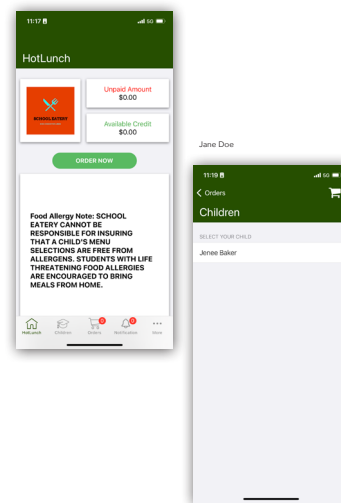 11:17
5G
HotLunch
SCHOOL EATERY
Unpaid Amount
$0.00
Available Credit
$0.00
ORDER NOW
Food Allergy Note: SCHOOL
EATERY CANNOT BE
RESPONSIBLE FOR INSURING
THAT A CHILD'S MENU
SELECTIONS ARE FREE FROM
ALLERGENS. STUDENTS WITH LIFE
THREATENING FOOD ALLERGIES
ARE ENCOURAGED TO BRING
MEALS FROM HOME.
0
0
HotLunch Children Orders Notification More
Jane Doe
11:19
5G
Orders
Children
SELECT YOUR CHILD
Jenee Baker